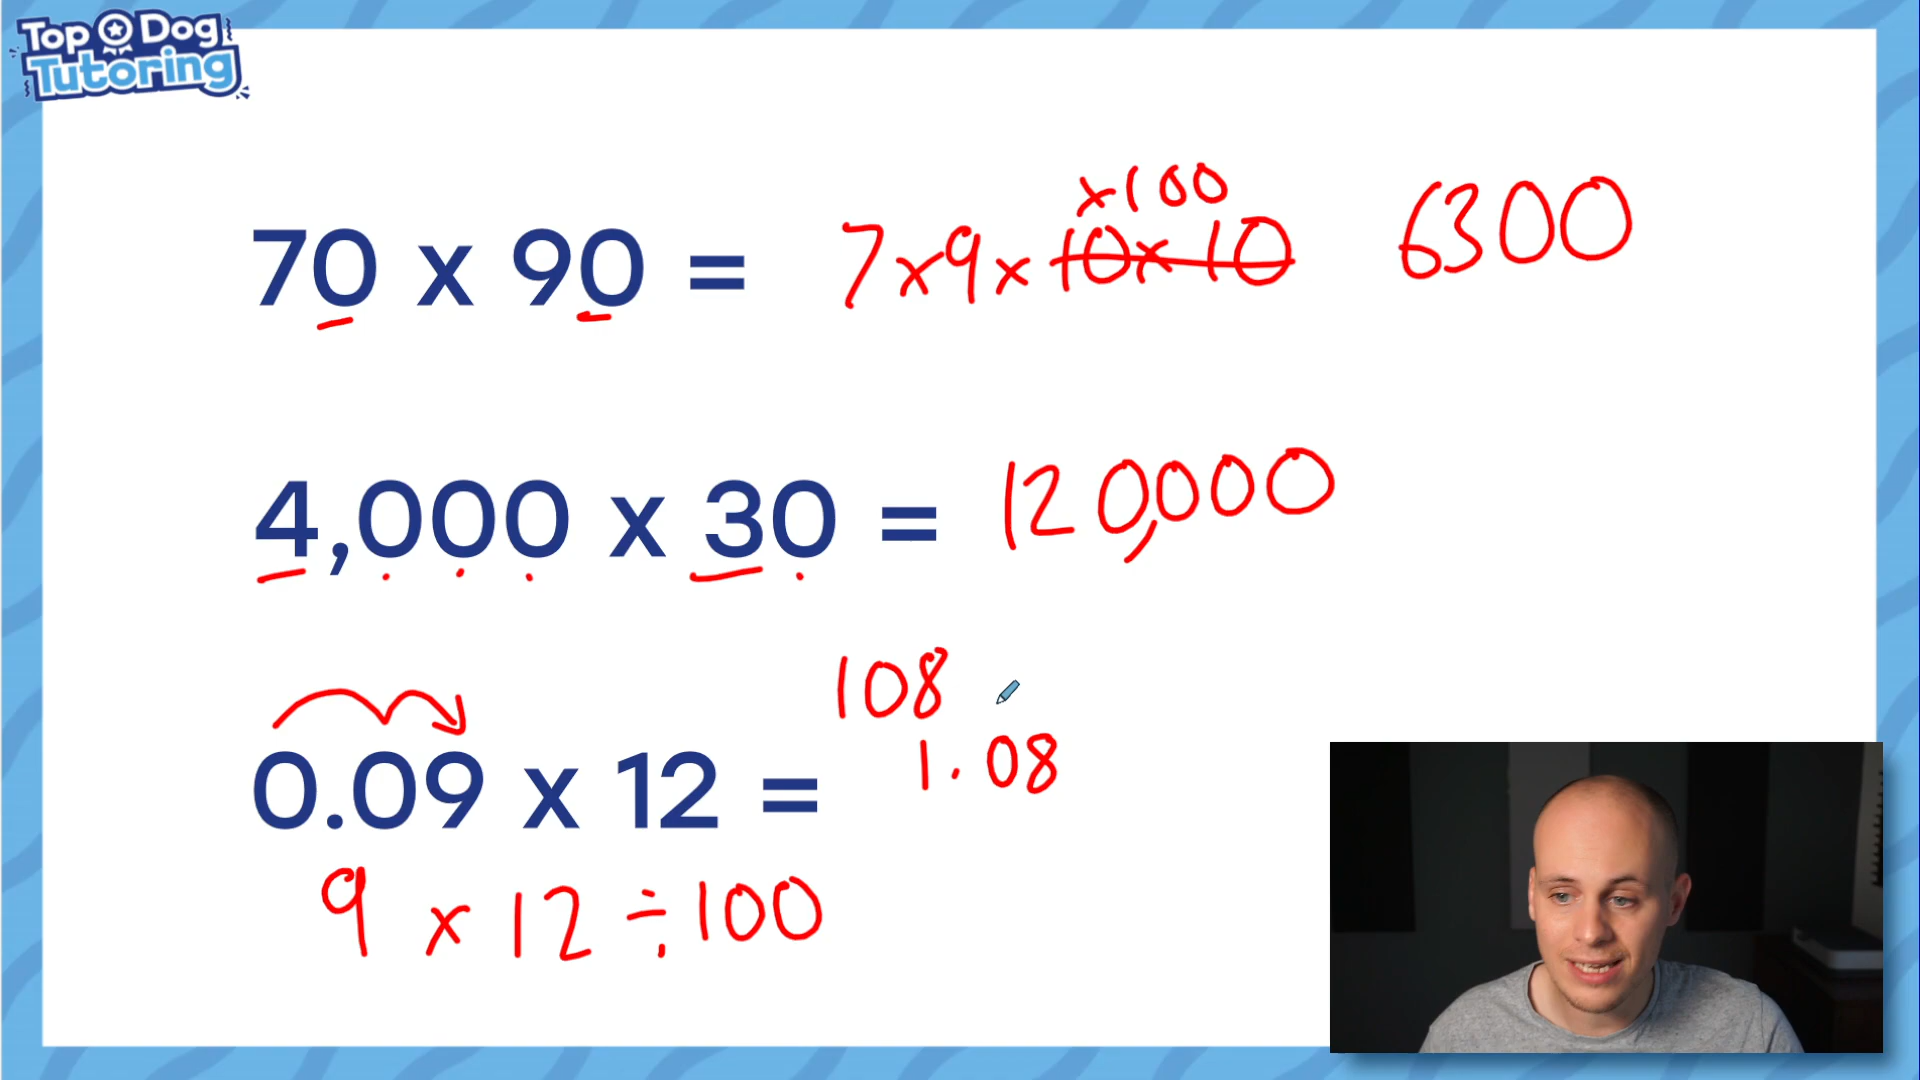 Top Dog
Tutoring
x100
70 x 90 = 7x9x10x10 6300
4,000 x 30 = 120,000
108
0.09 x 12 = 1.08
9 x 12 ÷ 100